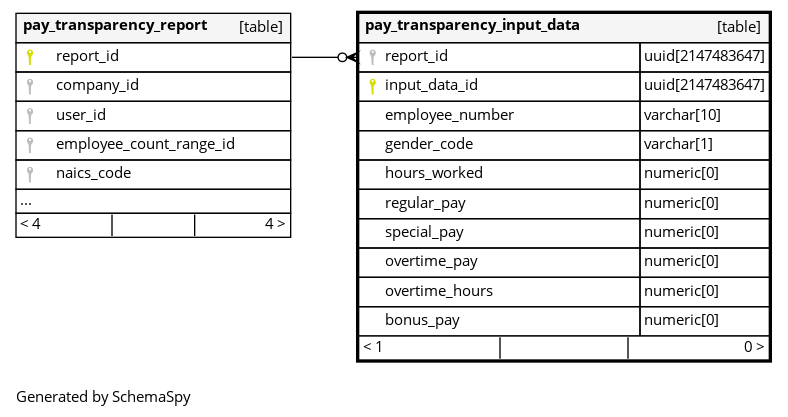 pay_transparency_report [table]
report_id
company_id
user_id
employee_count_range_id
naics_code
...
< 4 4 >
pay_transparency_input_data [table]
report_id uuid[2147483647]
input_data_id uuid[2147483647]
employee_number varchar[10]
gender_code varchar[1]
hours_worked numeric[0]
regular_pay numeric[0]
special_pay numeric[0]
overtime_pay numeric[0]
overtime_hours numeric[0]
bonus_pay numeric[0]
< 1 0 >
Generated by SchemaSpy